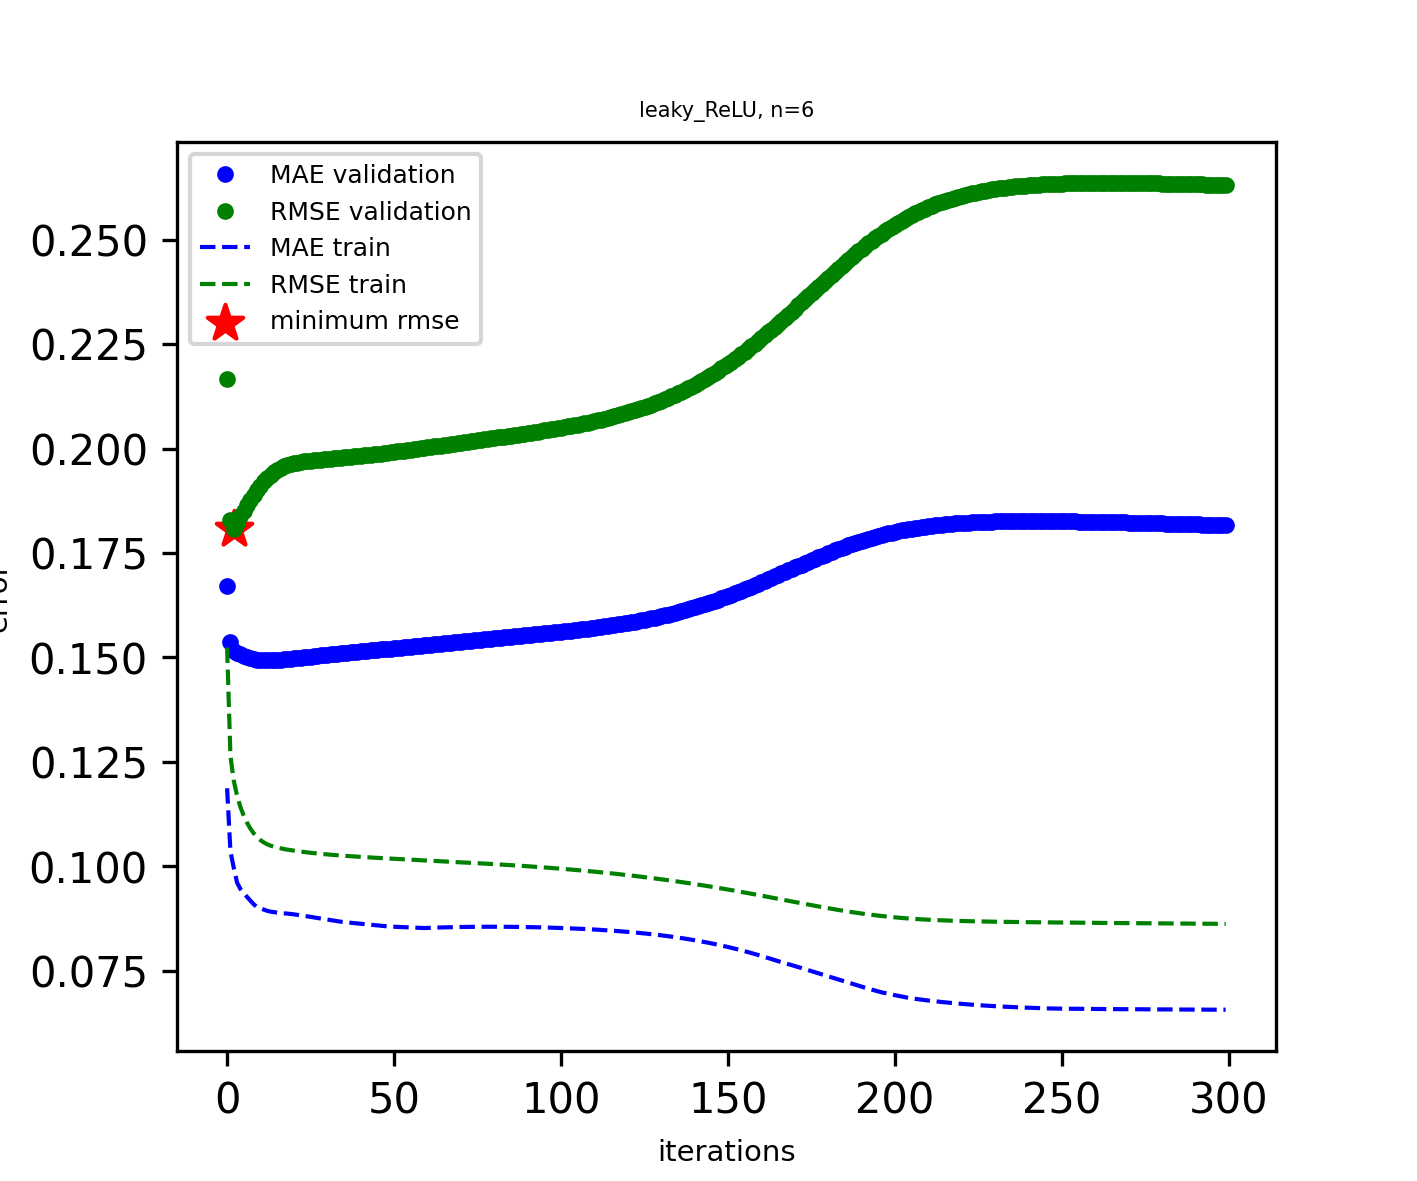 leaky_ReLU, n=6
MAE validation
RMSE validation
MAE train
RMSE train
minimum rmse
0.250
0.225
0.200
0.175
0.150
0.125
0.100
0.075
0 50 100 150 200 250 300
iterations